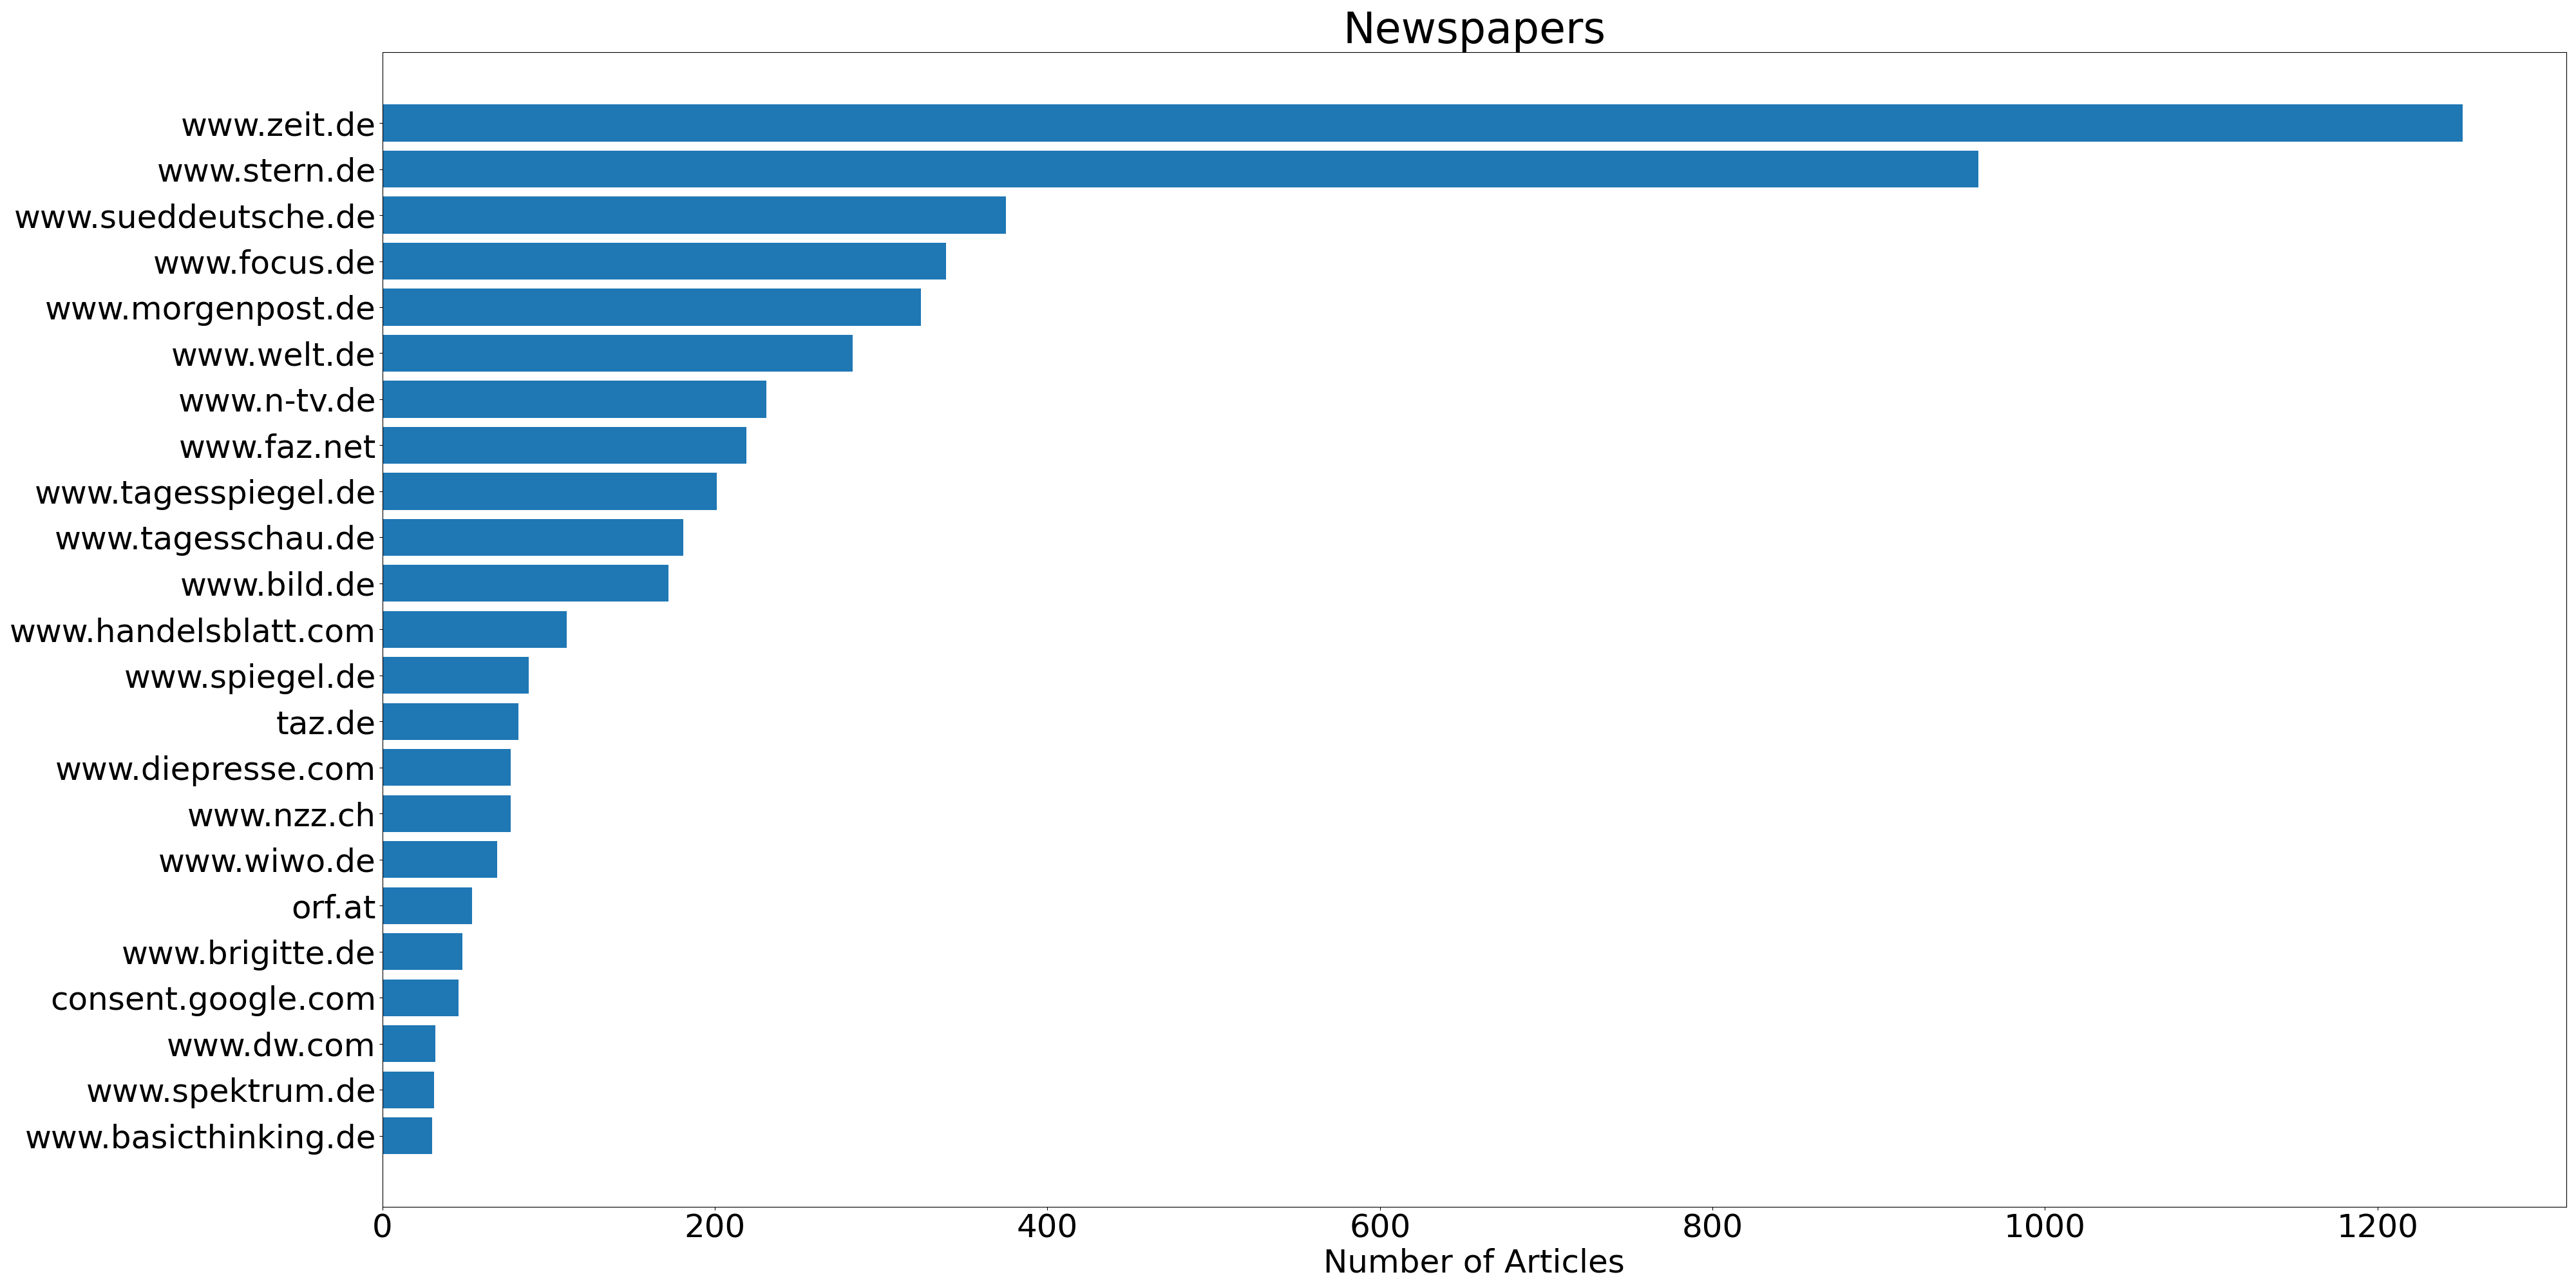 Newspapers
www.zeit.de
www.stern.de
www.sueddeutsche.de
www.focus.de
www.morgenpost.de
www.welt.de
www.n-tv.de
www.faz.net
www.tagesspiegel.de
www.tagesschau.de
www.bild.de
www.handelsblatt.com
www.spiegel.de
taz.de
www.diepresse.com
www.nzz.ch
www.wiwo.de
orf.at
www.brigitte.de
consent.google.com
www.dw.com
www.spektrum.de
www.basicthinking.de
0 200 400 600 800 1000 1200
Number of Articles